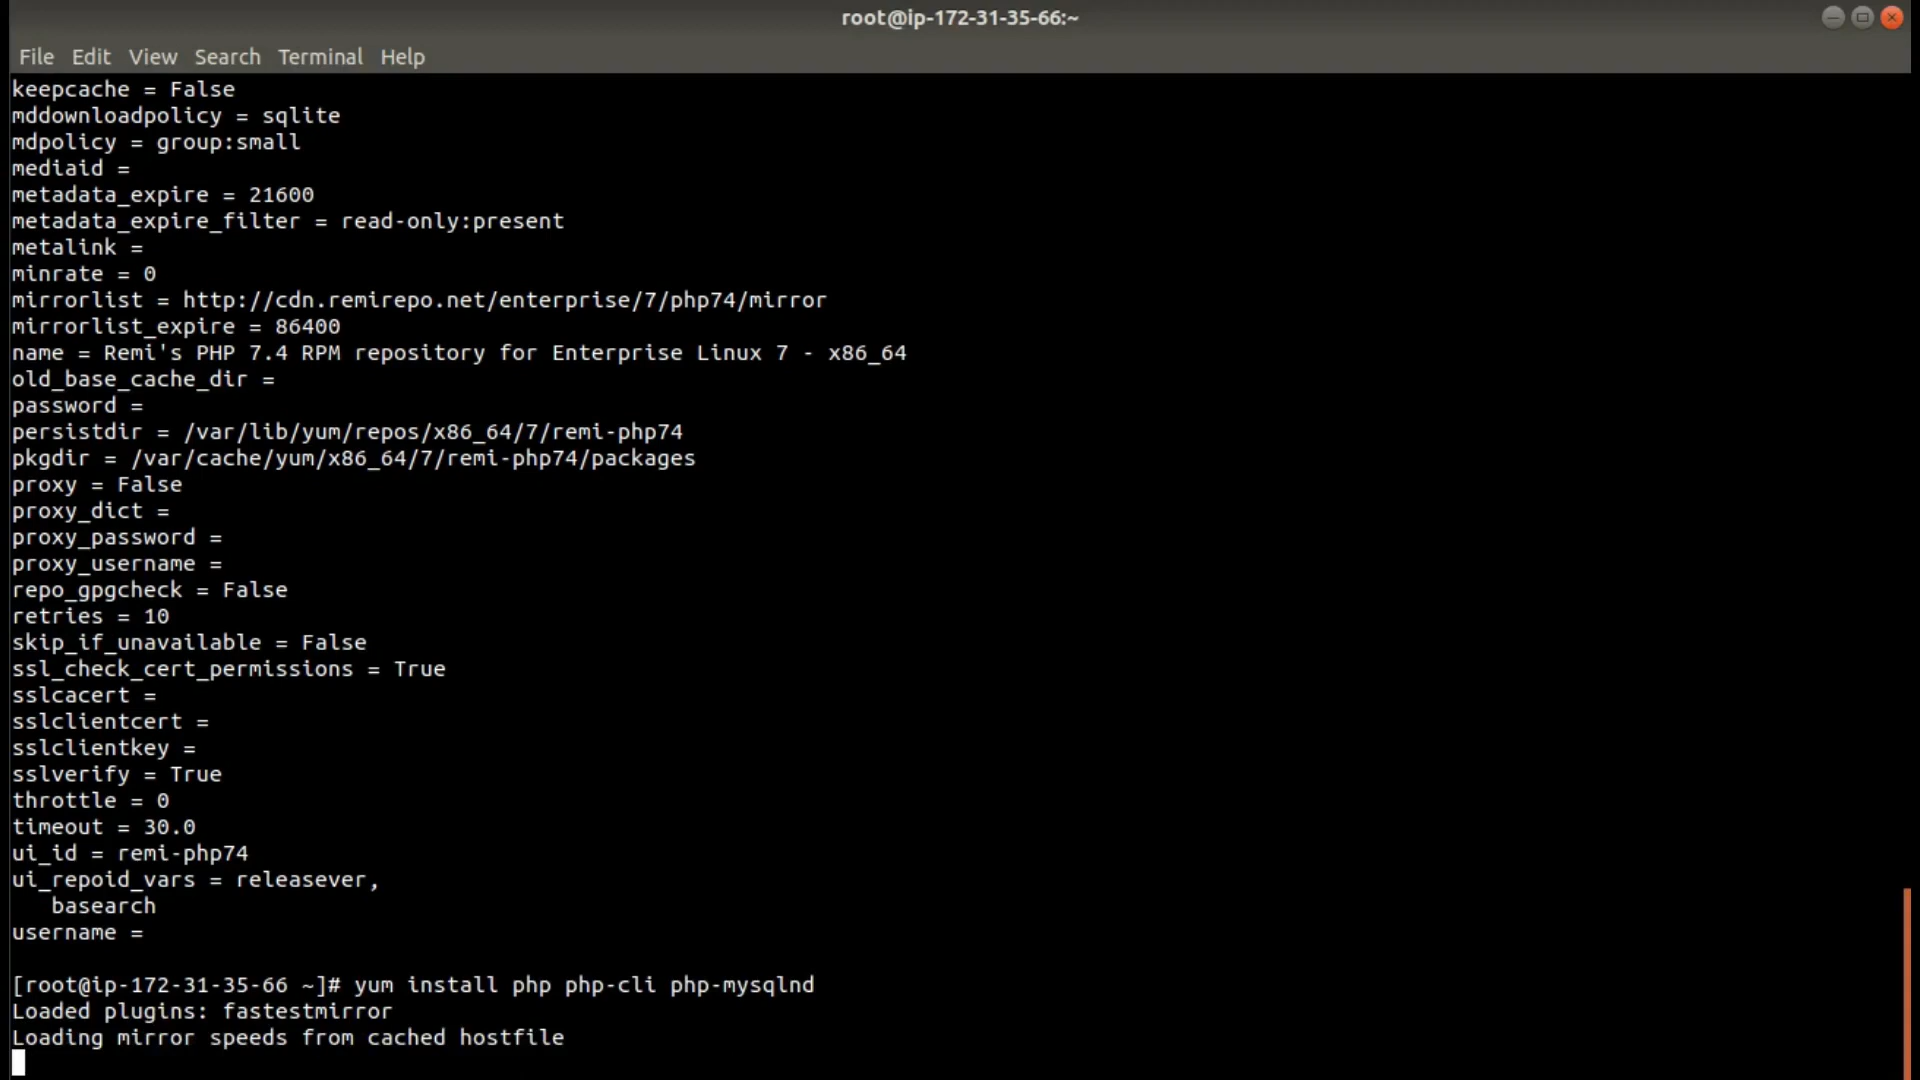 root@ip-172-31-35-66:~
File Edit View Search Terminal Help
keepcache = False
mddownloadpolicy = sqlite
mdpolicy = group:small
mediaid =
metadata_expire = 21600
metadata_expire_filter = read-only:present
metalink =
minrate = 0
mirrorlist = http://cdn.remirepo.net/enterprise/7/php74/mirror
mirrorlist_expire = 86400
name = Remi's PHP 7.4 RPM repository for Enterprise Linux 7 - x86_64
old_base_cache_dir =
password =
persistdir = /var/lib/yum/repos/x86_64/7/remi-php74
pkgdir = /var/cache/yum/x86_64/7/remi-php74/packages
proxy = False
proxy_dict =
proxy_password =
proxy_username =
repo_gpgcheck = False
retries = 10
skip_if_unavailable = False
ssl_check_cert_permissions = True
sslcacert =
sslclientcert =
sslclientkey =
sslverify = True
throttle = 0
timeout = 30.0
ui_id = remi-php74
ui_repoid_vars = releasever,
   basearch
username =
[root@ip-172-31-35-66 ~]# yum install php php-cli php-mysqlnd
Loaded plugins: fastestmirror
Loading mirror speeds from cached hostfile